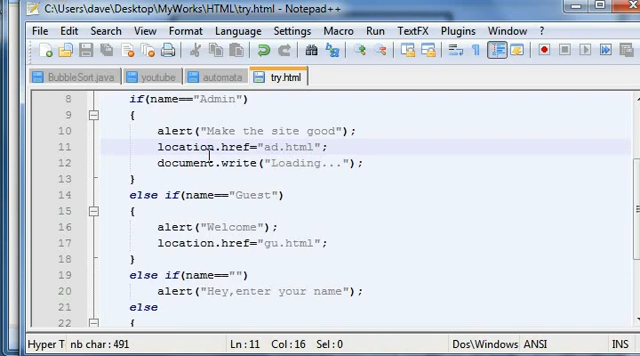 C:\Users\dave\Desktop\MyWorks\HTML\try.html - Notepad++
File Edit Search View Encoding Language Settings Macro Run TextFX Plugins Window ?
BubbleSort.java youtube automata try.html
8 if(name=="Admin")
9 {
10 alert("Make the site good");
11 location.href="ad.html";
12 document.write("Loading...");
13 }
14 else if(name=="Guest")
15 {
16 alert("Welcome");
17 location.href="gu.html";
18 }
19 else if(name=="")
20 alert("Hey,enter your name");
21 else
22 {
Hyper T nb char: 491 Ln:11 Col:16 Sel:0 Dos\Windows ANSI INS